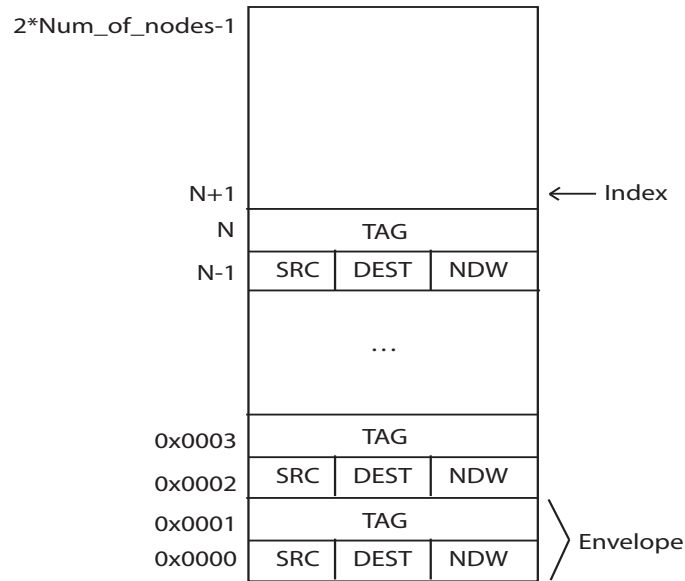 2*Num_of_nodes-1
N+1 Index
N TAG
N-1 SRC DEST NDW
...
0x0003 TAG
0x0002 SRC DEST NDW
0x0001 TAG
Envelope
0x0000 SRC DEST NDW